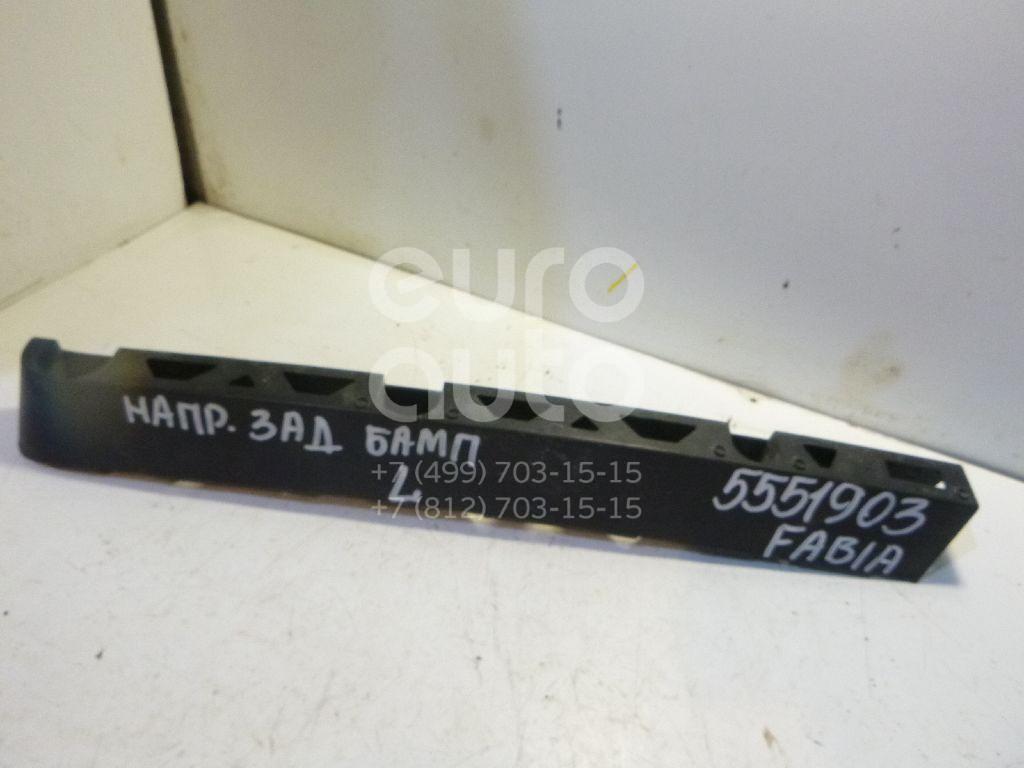 euro
auto
НАПР. ЗАД БАМП
L
+7 (499) 703-15-15
+7 (812) 703-15-15
5551903
FABIA